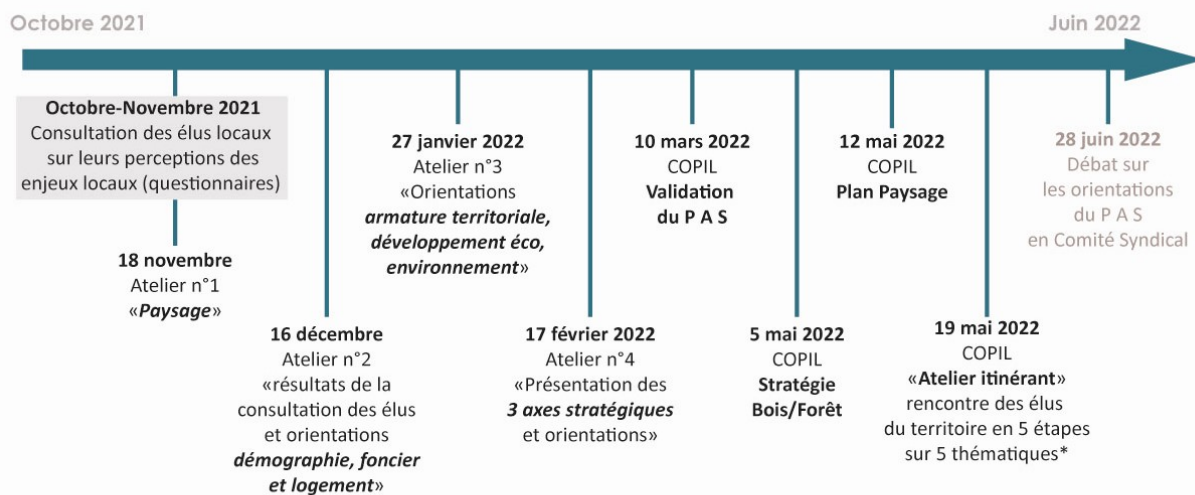 Octobre 2021
Juin 2022
Octobre-Novembre 2021
Consultation des élus locaux
sur leurs perceptions des
enjeux locaux (questionnaires)
18 novembre
Atelier n°1
«Paysage»
16 décembre
Atelier n°2
«résultats de la
consultation des élus
et orientations
démographie, foncier
et logement»
27 janvier 2022
Atelier n°3
«Orientations
armature territoriale,
développement éco,
environnement»
17 février 2022
Atelier n°4
«Présentation des
3 axes stratégiques
et orientations»
10 mars 2022
COPIL
Validation
du P A S
5 mai 2022
COPIL
Stratégie
Bois/Forêt
12 mai 2022
COPIL
Plan Paysage
19 mai 2022
COPIL
«Atelier itinérant»
rencontre des élus
du territoire en 5 étapes
sur 5 thématiques*
28 juin 2022
Débat sur
les orientations
du P A S
en Comité Syndical